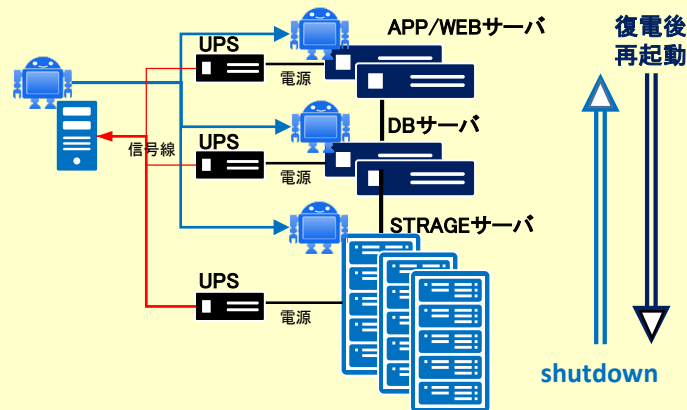 APP/WEBサーバ
復電後
再起動
UPS
電源
DBサーバ
信号線
UPS
電源
STRAGEサーバ
UPS
電源
shutdown